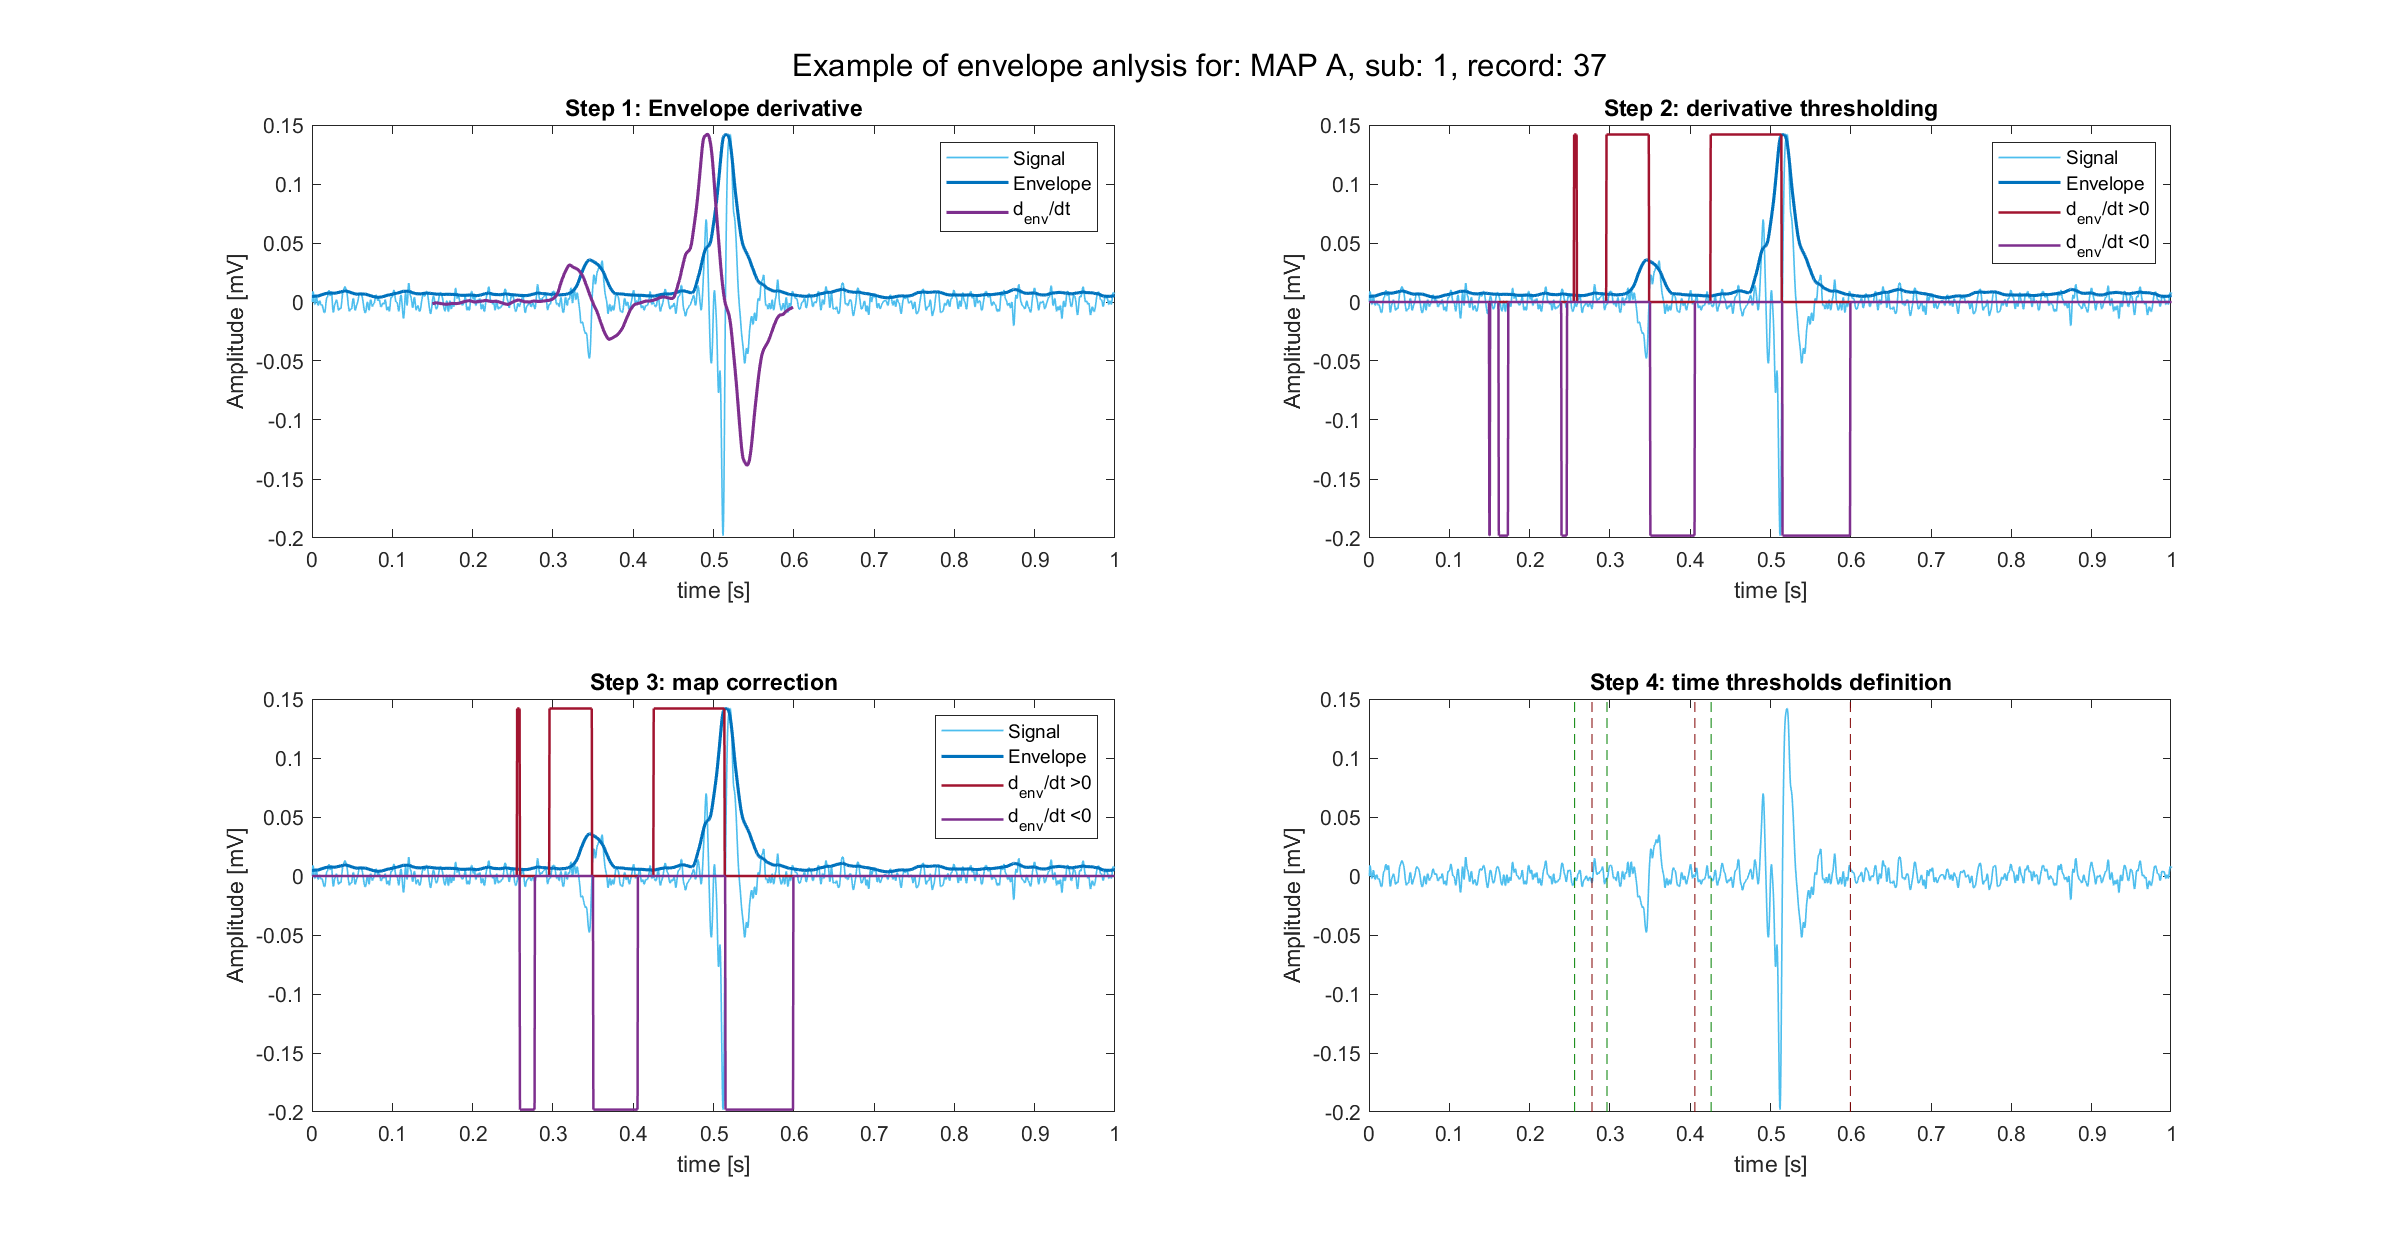 Example of envelope anlysis for: MAP A, sub: 1, record: 37
Step 1: Envelope derivative
0.15
0.1
0.05
0
-0.05
-0.1
-0.15
-0.2
Amplitude [mV]
Signal
Envelope
d_env/dt
0 0.1 0.2 0.3 0.4 0.5 0.6 0.7 0.8 0.9 1
time [s]
Step 2: derivative thresholding
0.15
0.1
0.05
0
-0.05
-0.1
-0.15
-0.2
Amplitude [mV]
Signal
Envelope
d_env/dt >0
d_env/dt <0
0 0.1 0.2 0.3 0.4 0.5 0.6 0.7 0.8 0.9 1
time [s]
Step 3: map correction
0.15
0.1
0.05
0
-0.05
-0.1
-0.15
-0.2
Amplitude [mV]
Signal
Envelope
d_env/dt >0
d_env/dt <0
0 0.1 0.2 0.3 0.4 0.5 0.6 0.7 0.8 0.9 1
time [s]
Step 4: time thresholds definition
0.15
0.1
0.05
0
-0.05
-0.1
-0.15
-0.2
Amplitude [mV]
0 0.1 0.2 0.3 0.4 0.5 0.6 0.7 0.8 0.9 1
time [s]